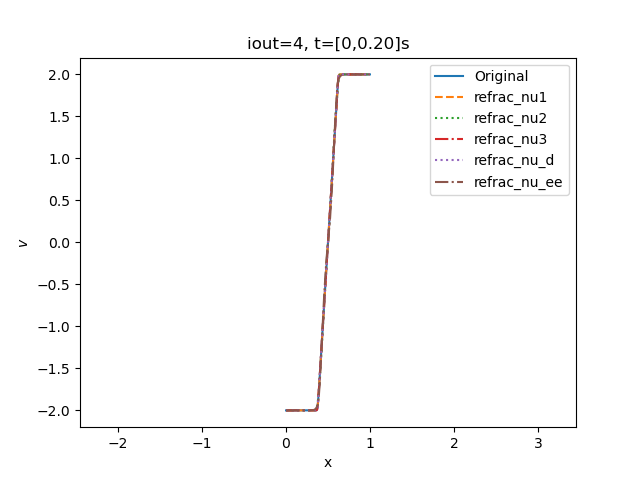 iout=4, t=[0,0.20]s
2.0
1.5
1.0
0.5
0.0
−0.5
−1.0
−1.5
−2.0
v
Original
refrac_nu1
refrac_nu2
refrac_nu3
refrac_nu_d
refrac_nu_ee
−2 −1 0 1 2 3
x